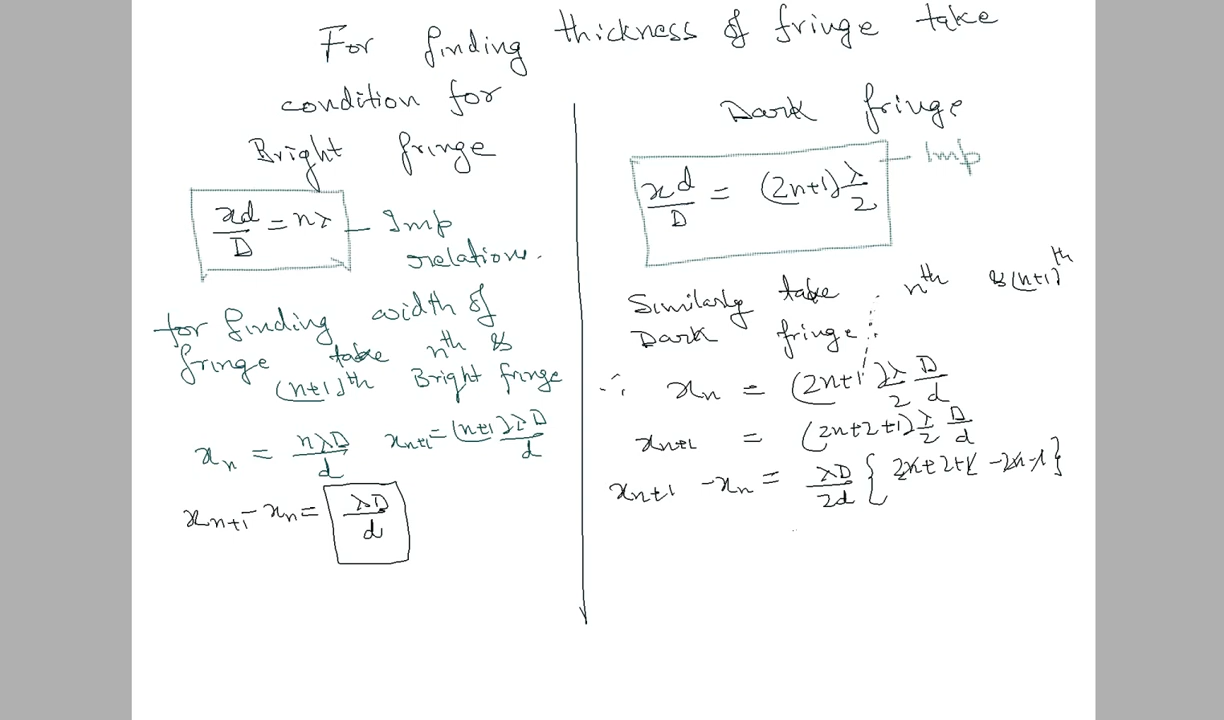 For finding thickness of fringe take
condition for
Bright fringe
xd/D = nλ — Imp
relation.
for finding width of
fringe take nth &
(n+1)th Bright fringe
xn = nλD/d xn+1 = (n+1)λD/d
xn+1 - xn = λD/d
Dark fringe
xd/D = (2n+1)λ/2 — Imp
Similarly take nth & (n+1)th
Dark fringe
∴ xn = (2n+1)λ/2 D/d
xn+1 = (2n+2+1)λ/2 D/d
xn+1 - xn = λD/2d {2n+2+1-2n-1}